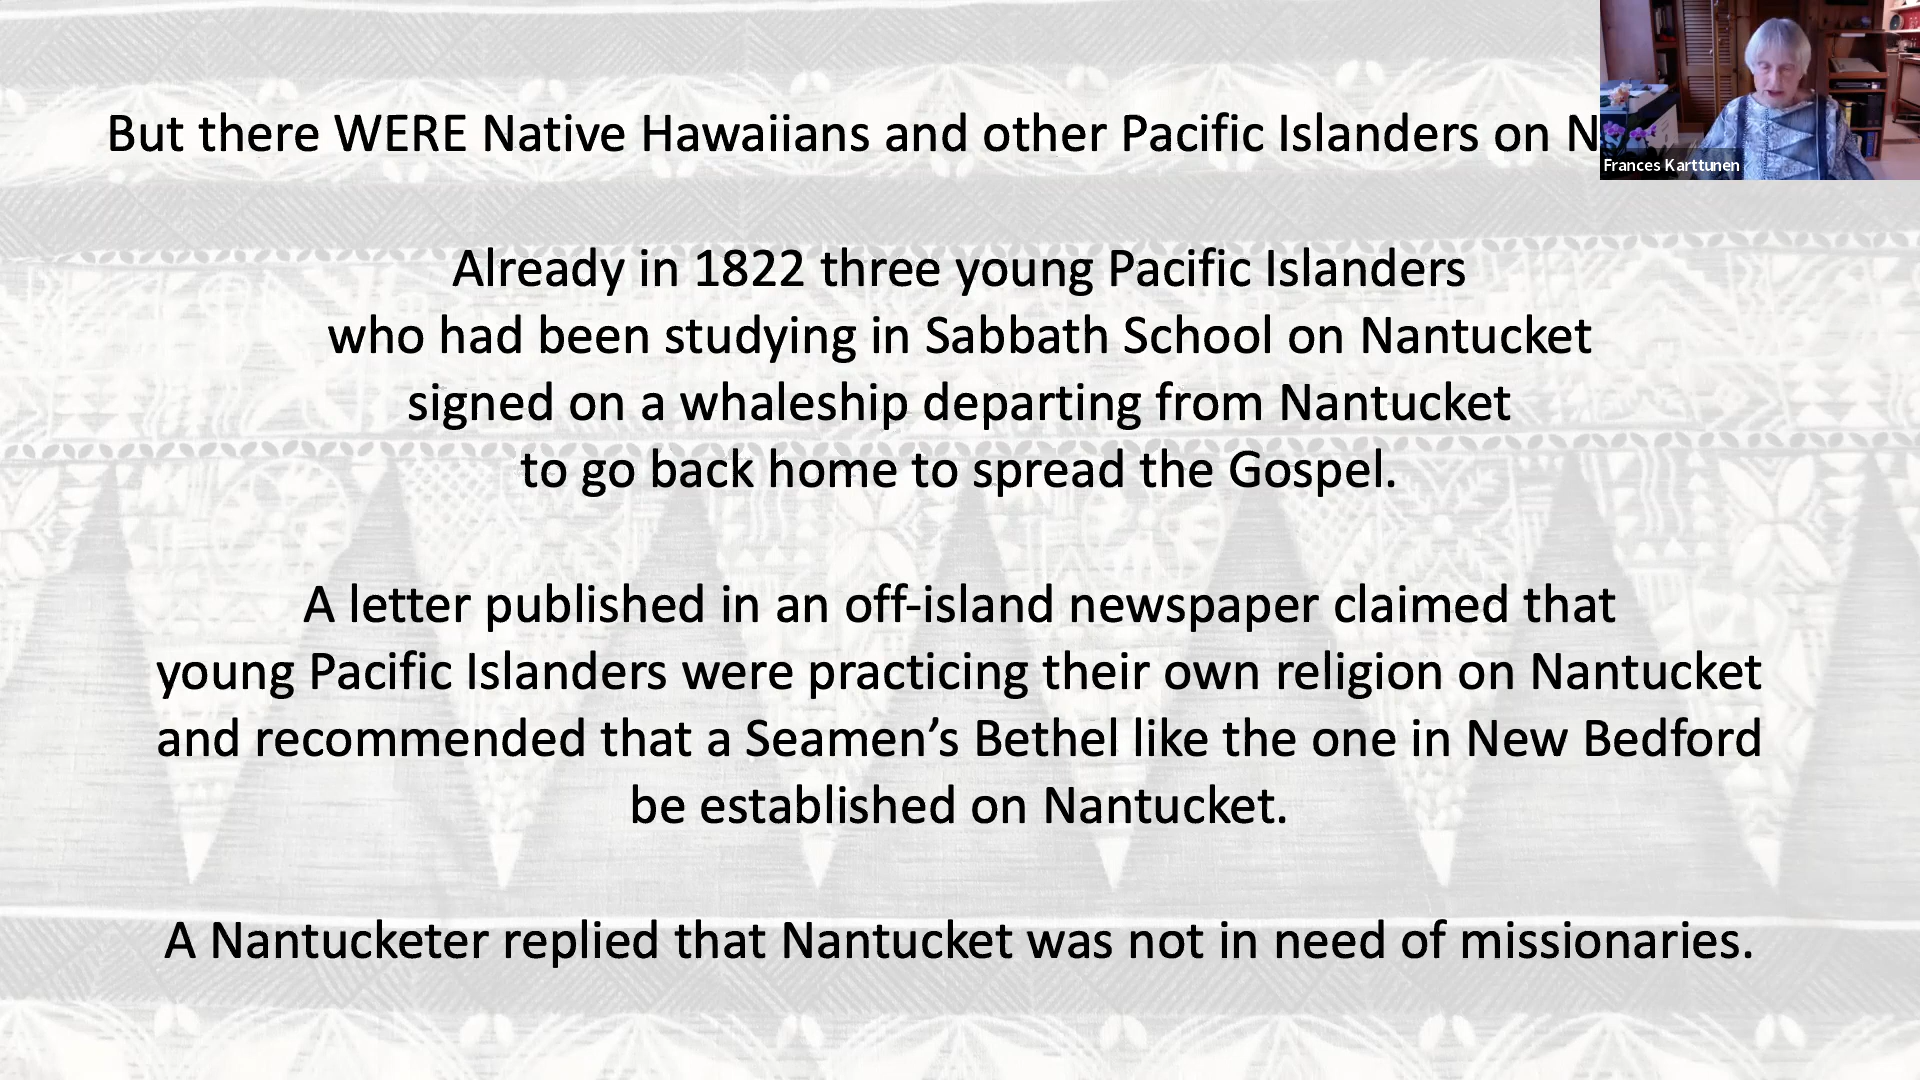 But there WERE Native Hawaiians and other Pacific Islanders on
Frances Karttunen
Already in 1822 three young Pacific Islanders
who had been studying in Sabbath School on Nantucket
signed on a whaleship departing from Nantucket
to go back home to spread the Gospel.
A letter published in an off-island newspaper claimed that
young Pacific Islanders were practicing their own religion on Nantucket
and recommended that a Seamen’s Bethel like the one in New Bedford
be established on Nantucket.
A Nantucketer replied that Nantucket was not in need of missionaries.